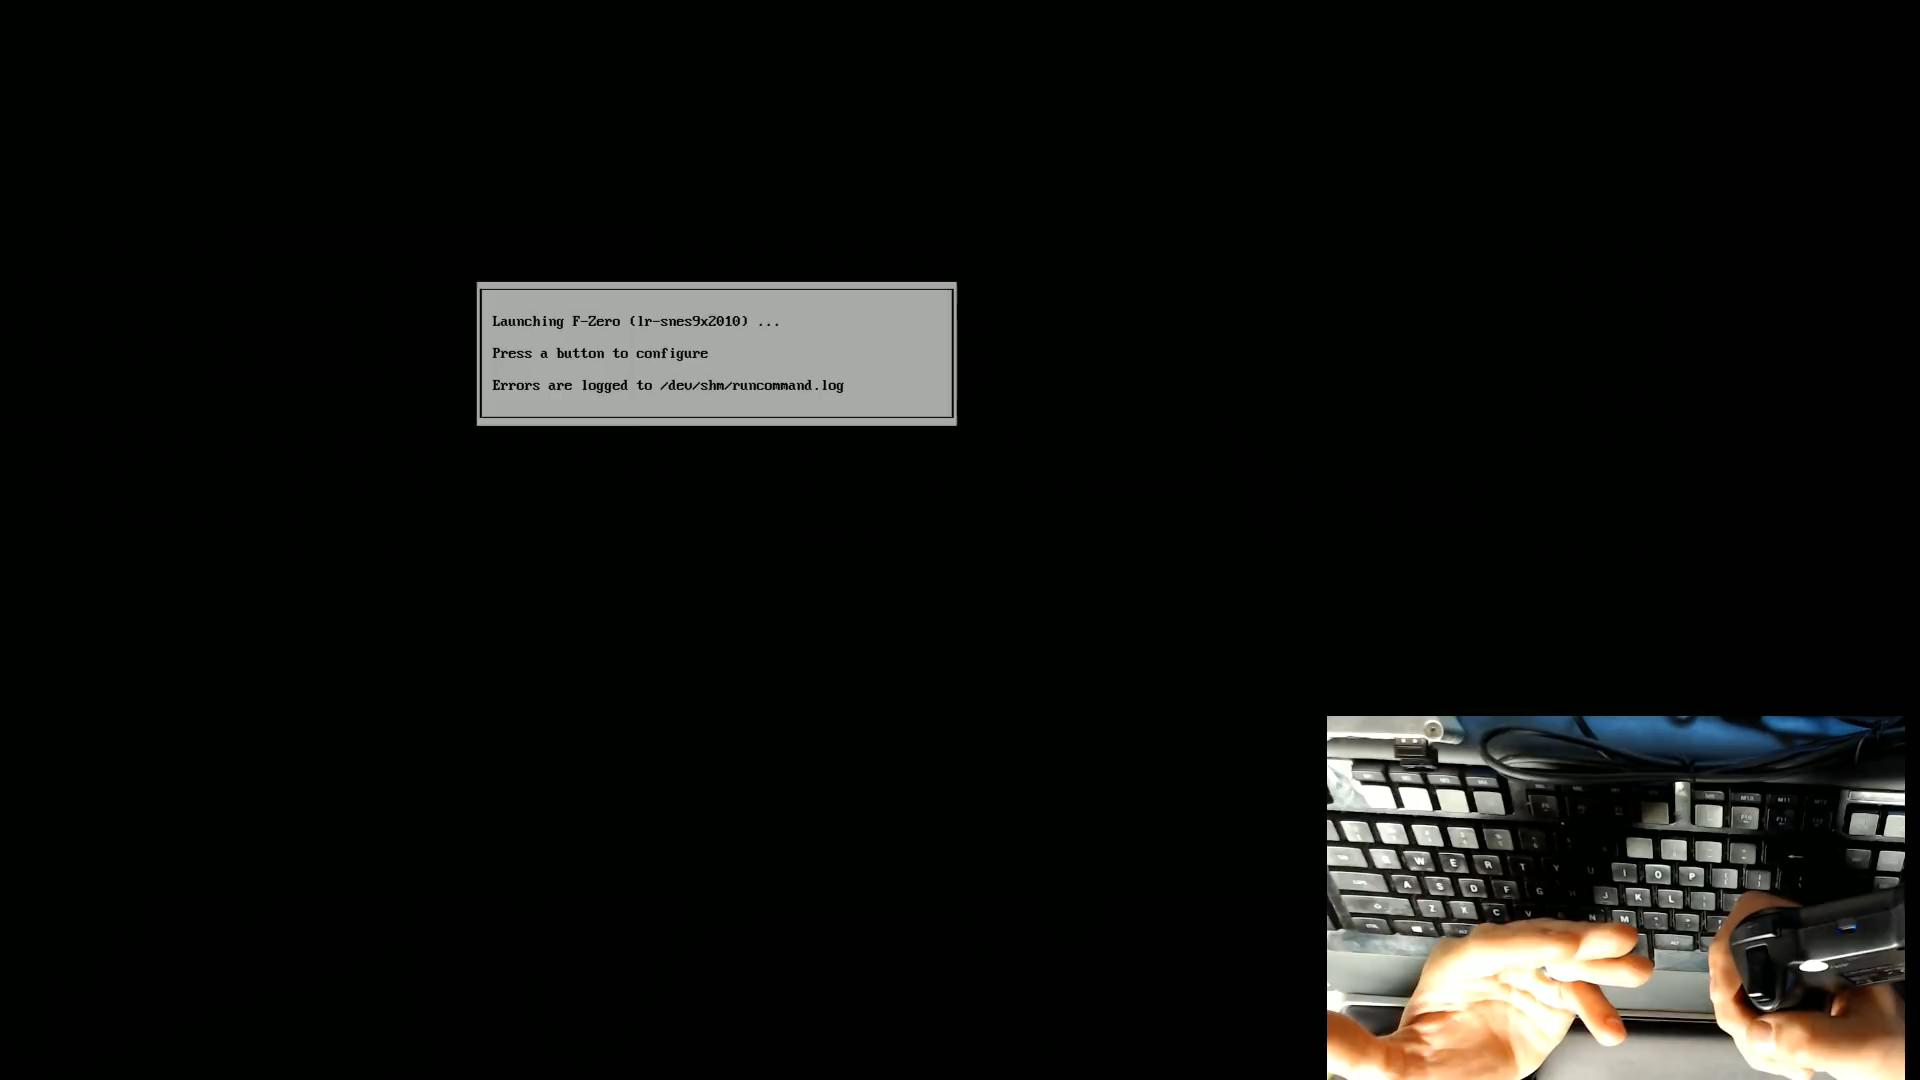 Launching F-Zero (lr-snes9x2010) ...
Press a button to configure
Errors are logged to /dev/shm/runcommand.log
W E R T Y U I O P
A S D F G J K L
Z X C V N M